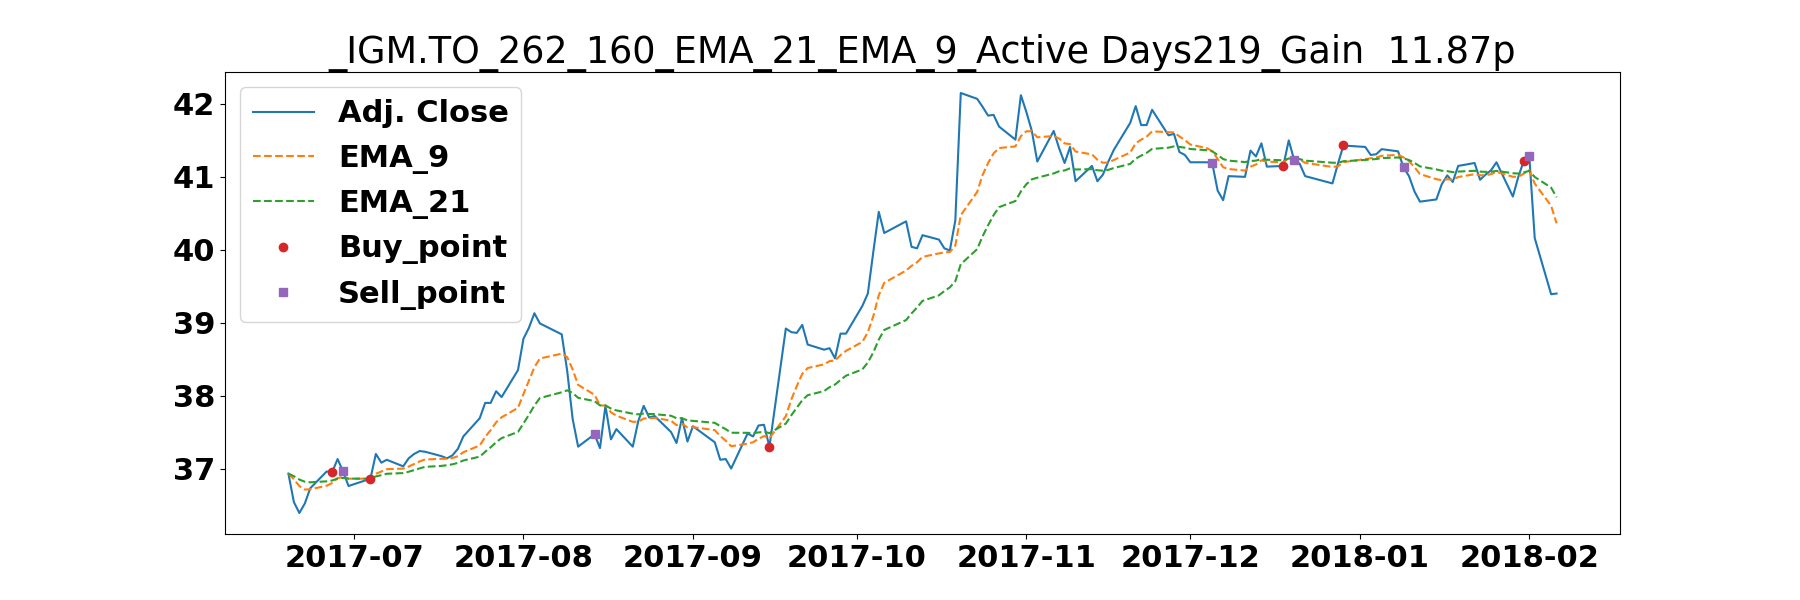 _IGM.TO_262_160_EMA_21_EMA_9_Active Days219_Gain  11.87p
42
41
40
39
38
37
Adj. Close
EMA_9
EMA_21
Buy_point
Sell_point
2017-07 2017-08 2017-09 2017-10 2017-11 2017-12 2018-01 2018-02